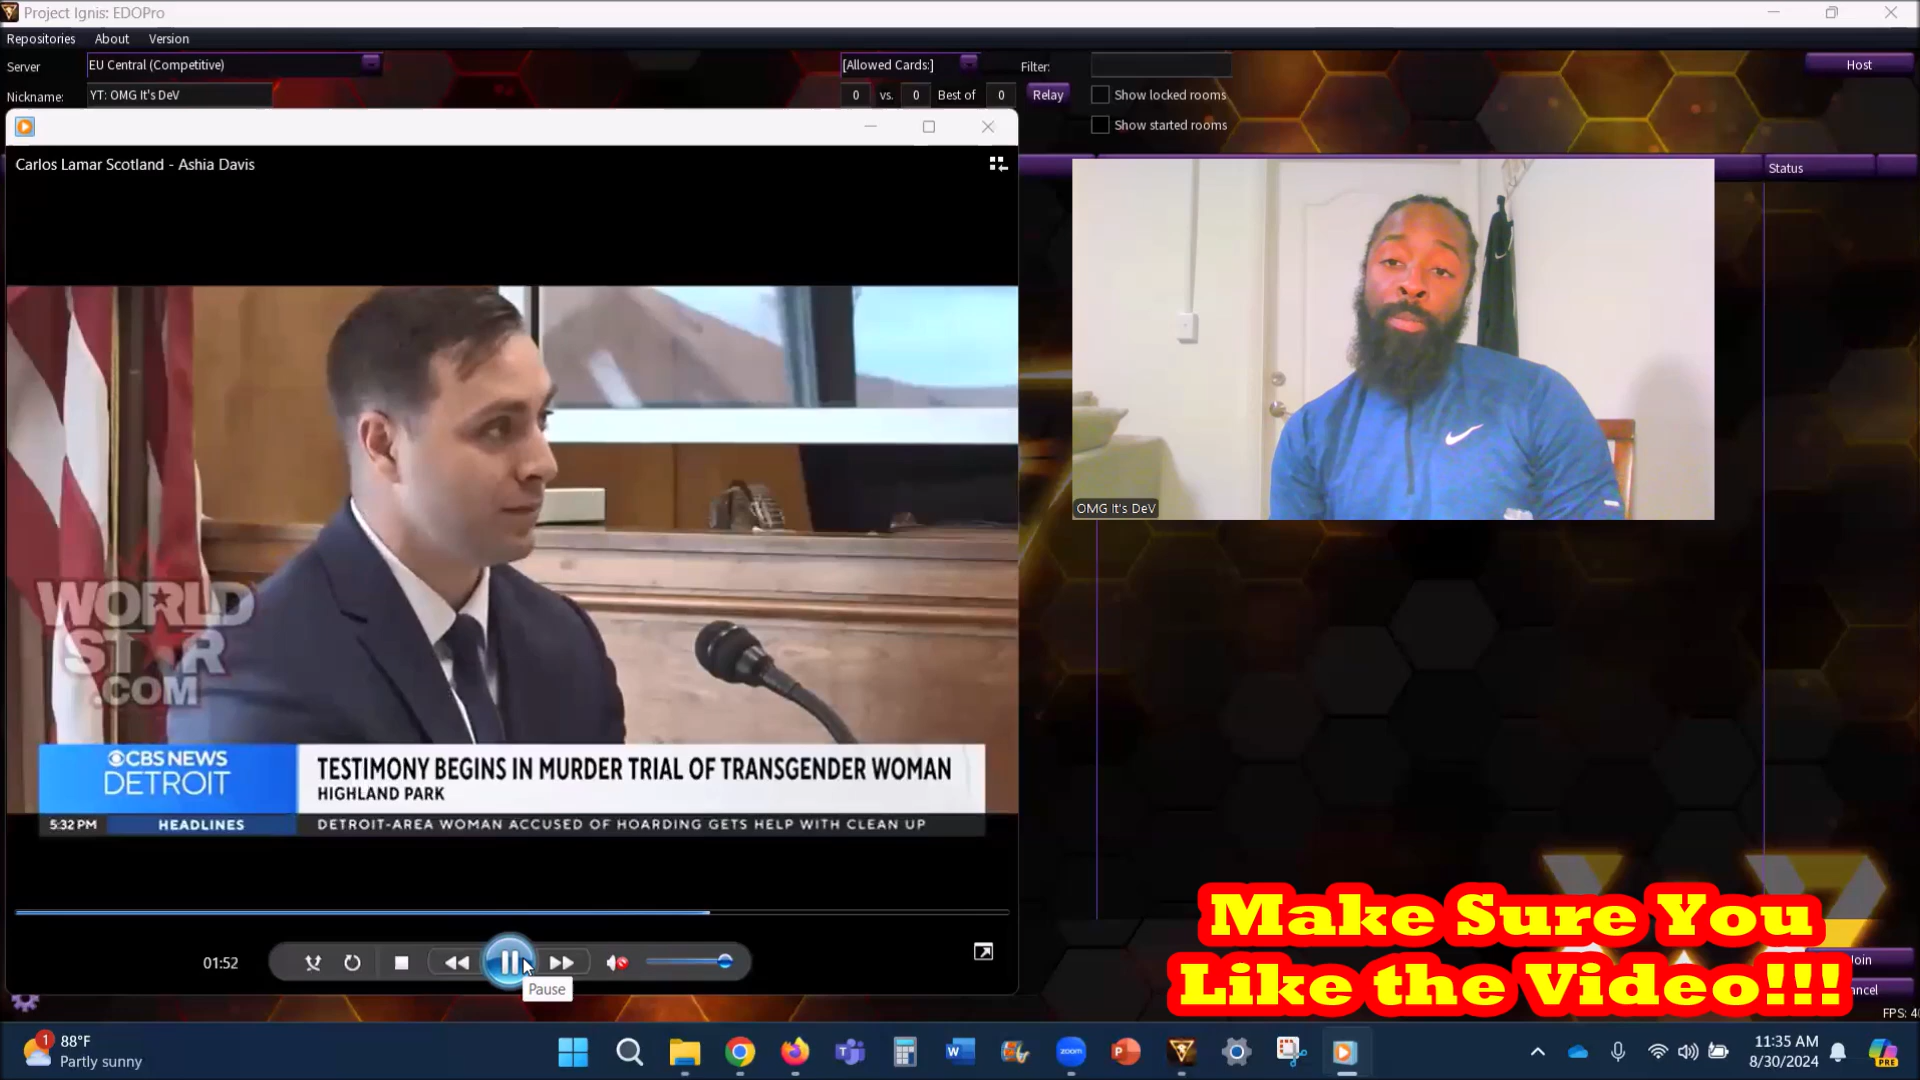 Project Ignis: EDOPro
Repositories About Version
Server EU Central (Competitive) [Allowed Cards:] Filter: Host
Nickname: YT: OMG It's DeV 0 vs. 0 Best of 0 Relay Show locked rooms
Show started rooms
Carlos Lamar Scotland - Ashia Davis
Status
OMG It's DeV
WORLD
STAR
.COM
CBS NEWS
DETROIT
TESTIMONY BEGINS IN MURDER TRIAL OF TRANSGENDER WOMAN
HIGHLAND PARK
5:32 PM HEADLINES DETROIT-AREA WOMAN ACCUSED OF HOARDING GETS HELP WITH CLEAN UP
Make Sure You
Like the Video!!!
01:52
Pause
88°F
Partly sunny
1
zoom
11:35 AM
8/30/2024
PRE